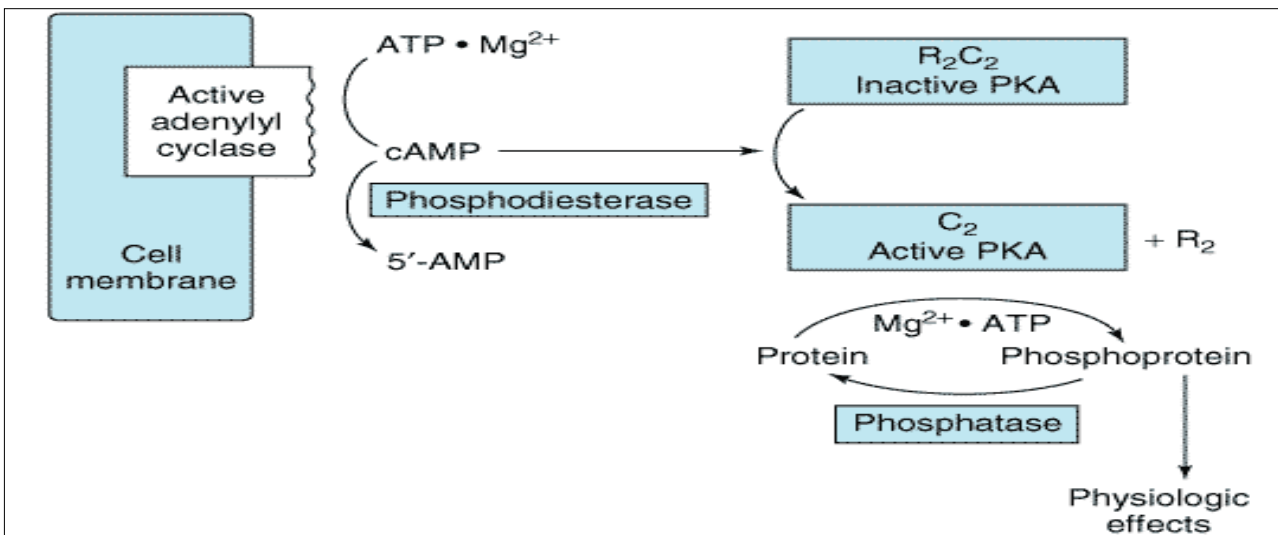 ATP • Mg²⁺
Active
adenylyl
cyclase
cAMP
Phosphodiesterase
5′-AMP
Cell
membrane
R₂C₂
Inactive PKA
C₂
Active PKA
+ R₂
Mg²⁺ • ATP
Protein
Phosphoprotein
Phosphatase
Physiologic
effects